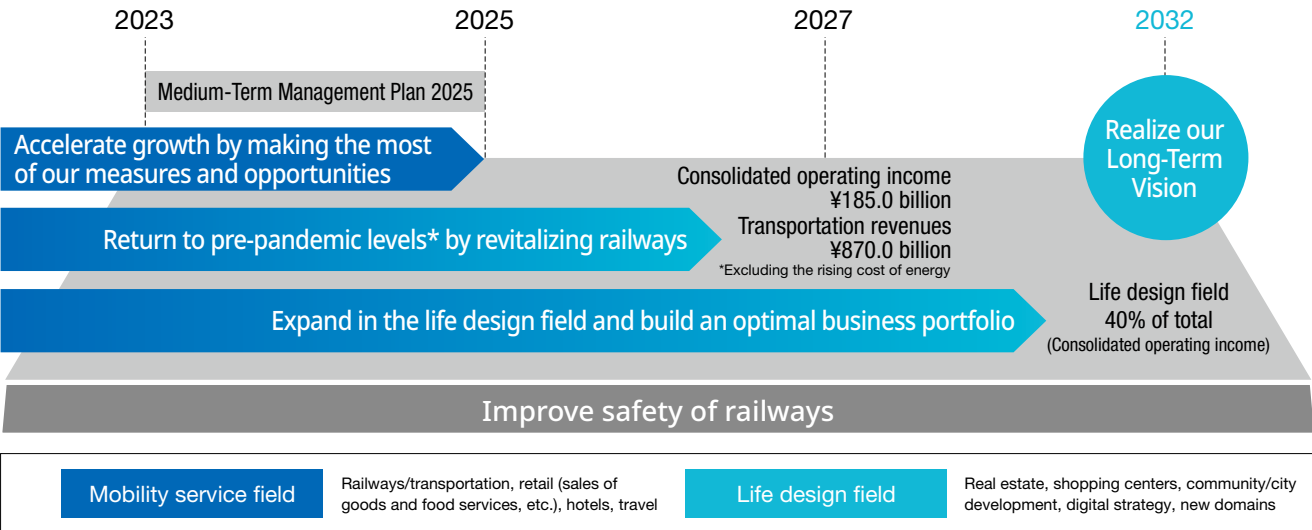 2023
2025
2027
2032
Medium-Term Management Plan 2025
Accelerate growth by making the most
of our measures and opportunities
Realize our
Long-Term
Vision
Consolidated operating income
¥185.0 billion
Transportation revenues
¥870.0 billion
*Excluding the rising cost of energy
Return to pre-pandemic levels* by revitalizing railways
Expand in the life design field and build an optimal business portfolio
Life design field
40% of total
(Consolidated operating income)
Improve safety of railways
Mobility service field
Railways/transportation, retail (sales of
goods and food services, etc.), hotels, travel
Life design field
Real estate, shopping centers, community/city
development, digital strategy, new domains